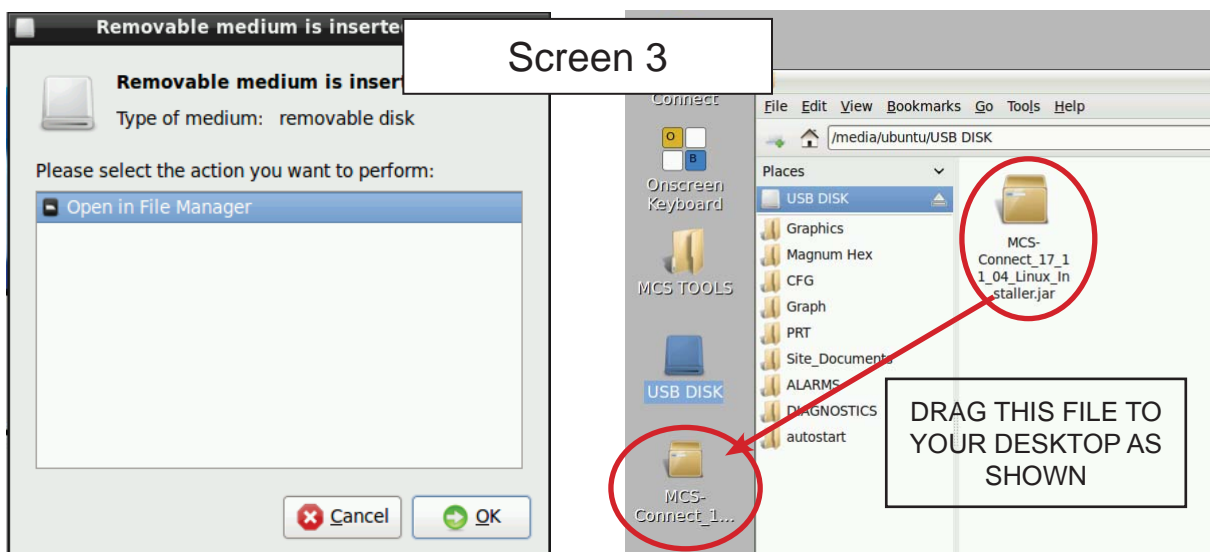 Removable medium is inserte
Screen 3
Removable medium is inser
Type of medium: removable disk
Please select the action you want to perform:
Open in File Manager
Cancel
OK
Connect
O
B
Onscreen
Keyboard
MCS TOOLS
USB DISK
MCS-
Connect_1...
File Edit View Bookmarks Go Tools Help
/media/ubuntu/USB DISK
Places
USB DISK
Graphics
Magnum Hex
CFG
Graph
PRT
Site_Documents
ALARMS
DIAGNOSTICS
autostart
MCS-
Connect_17_1
1_04_Linux_In
staller.jar
DRAG THIS FILE TO
YOUR DESKTOP AS
SHOWN